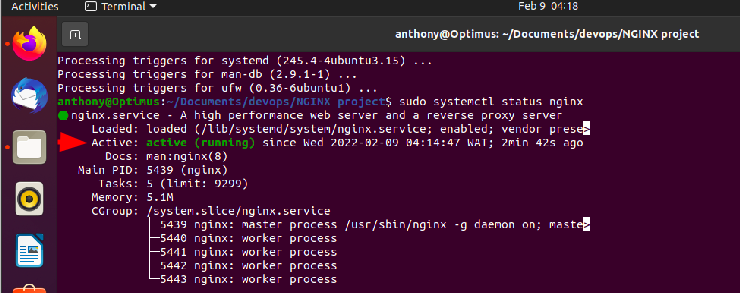 Activities
Terminal
Feb 9 04:18
anthony@Optimus: ~/Documents/devops/NGINX project
Processing triggers for systemd (245.4-4ubuntu3.15) ...
Processing triggers for man-db (2.9.1-1) ...
Processing triggers for ufw (0.36-6ubuntu1) ...
anthony@Optimus:~/Documents/devops/NGINX project$ sudo systemctl status nginx
nginx.service - A high performance web server and a reverse proxy server
Loaded: loaded (/lib/systemd/system/nginx.service; enabled; vendor prese>
Active: active (running) since Wed 2022-02-09 04:14:47 WAT; 2min 42s ago
Docs: man:nginx(8)
Main PID: 5439 (nginx)
Tasks: 5 (limit: 9299)
Memory: 5.1M
CGroup: /system.slice/nginx.service
5439 nginx: master process /usr/sbin/nginx -g daemon on; maste>
5440 nginx: worker process
5441 nginx: worker process
5442 nginx: worker process
5443 nginx: worker process